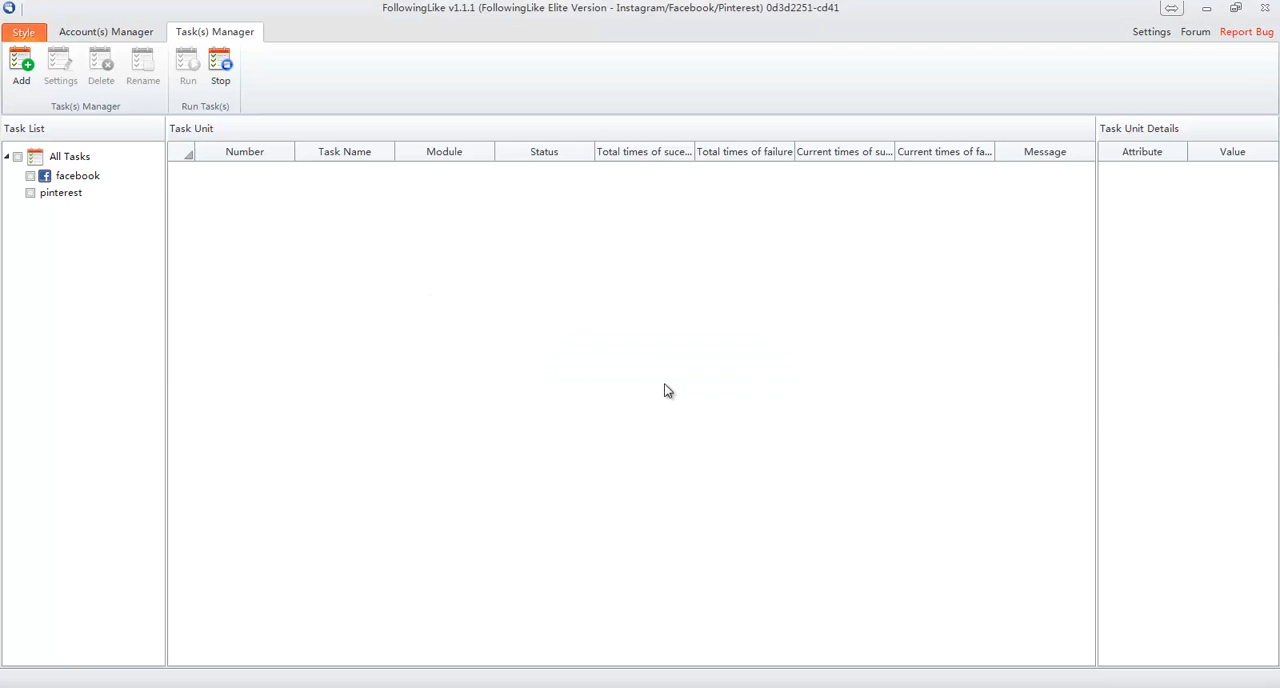 FollowingLike v1.1.1 (FollowingLike Elite Version - Instagram/Facebook/Pinterest) 0d3d2251-cd41
Style Account(s) Manager Task(s) Manager Settings Forum Report Bug
Add Settings Delete Rename Run Stop
Task(s) Manager Run Task(s)
Task List Task Unit Task Unit Details
Number Task Name Module Status Total times of suce... Total times of failure Current times of su... Current times of fa... Message Attribute Value
All Tasks
facebook
pinterest